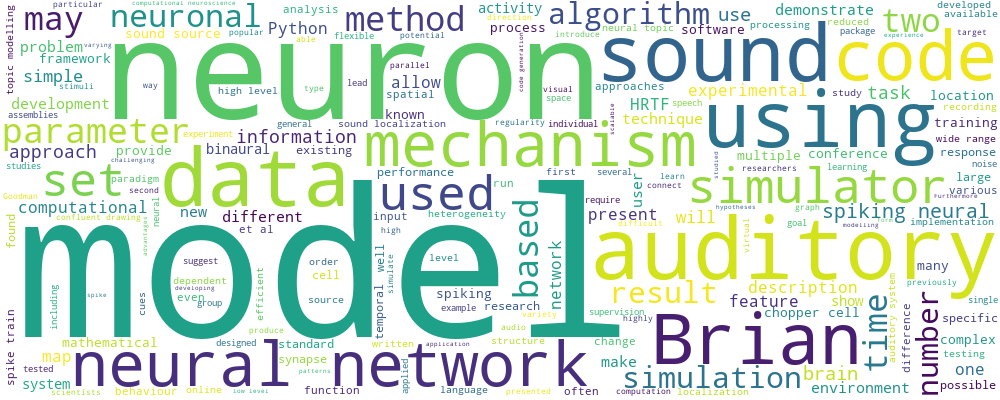 particular
computational neuroscience
analysis
activity
algorithm
demonstrate
developed
available
may
neuronal
method
process
use
two
sound source
popular
Python
flexible
potential
direction
neural topic
software
processing
reduced
package
target
experience
topic modelling
problem
varying
framework
able
introduce
parallel
approaches
simple
stimuli
way
high level
type
lead
allow
visual
code generation
neuron
sound
code
study
development
assemblies
spatial
space
HRTF
speech
experimental
task
location
recording
parameter
experiment
general
sound localization
known
regularity
individual
scalable
technique
using
training
wide range
approach
provide
binaural
information
existing
mechanism
multiple
conference
response
noise
studies
challenging
paradigm
performance
first
several
user
learn
connect
studied
researchers
learning
large
set
data
used
run
require
simulator
various
Furthermore
Goodman
second
computational
confluent drawing
neural
new
different
et al
input
high
heterogeneity
based
present
will
hypotheses
graph
goal
spiking neural
implementation
modelling
form
found
advantages
suggest
order
cell
temporal
well
simulate
level
network
difficult
virtual
auditory
many
previously
model
dependent
developing
even
group
efficient
source
cues
spiking
example
research
variety
supervision
result
description
feature
show
auditory system
including
spike
spike train
mathematical
map
produce
designed
standard
synapse
written
audio
application
structure
highly
change
make
Brian
chopper cell
time
difference
number
single
specific
complex
testing
tested
system
scientists
neural network
behaviour
online
low level
patterns
function
applied
language
presented
often
simulation
computation
localization
brain
environment
one
possible